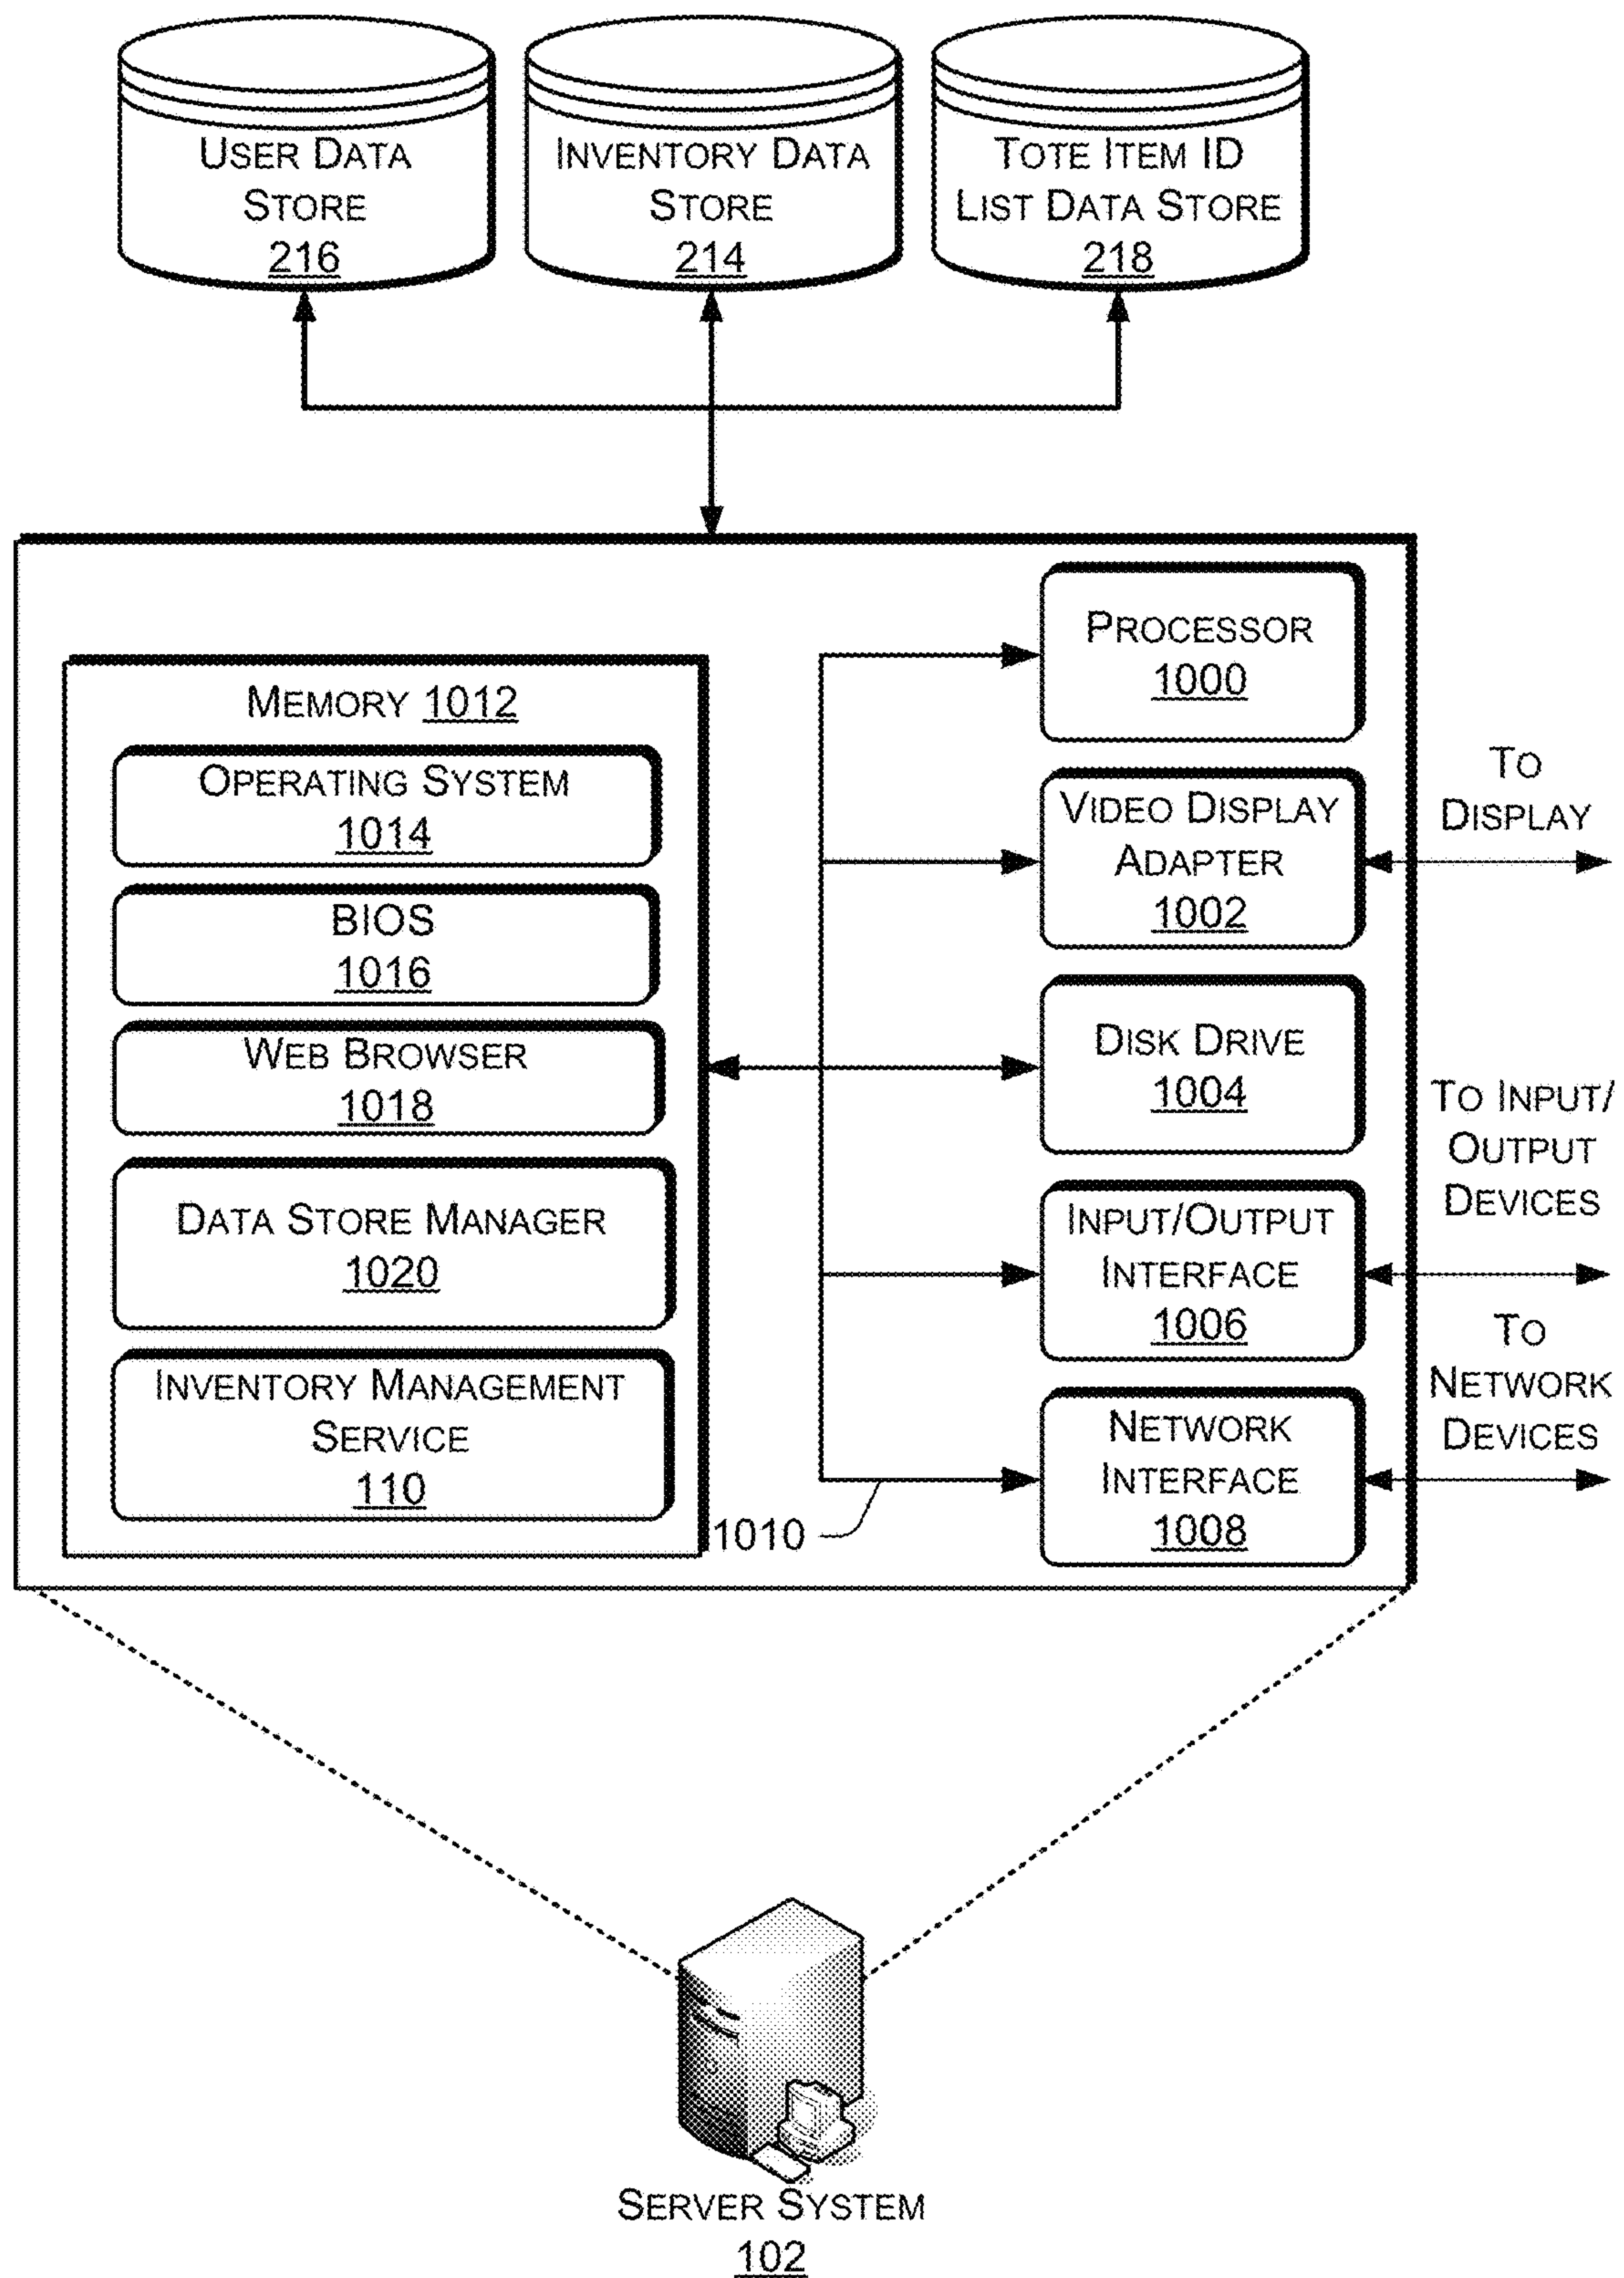 USER DATA
STORE
216
INVENTORY DATA
STORE
214
TOTE ITEM ID
LIST DATA STORE
218
MEMORY 1012
OPERATING SYSTEM
1014
BIOS
1016
WEB BROWSER
1018
DATA STORE MANAGER
1020
INVENTORY MANAGEMENT
SERVICE
110
PROCESSOR
1000
VIDEO DISPLAY
ADAPTER
1002
DISK DRIVE
1004
INPUT/OUTPUT
INTERFACE
1006
NETWORK
INTERFACE
1008
1010
TO
DISPLAY
TO INPUT/
OUTPUT
DEVICES
TO
NETWORK
DEVICES
SERVER SYSTEM
102